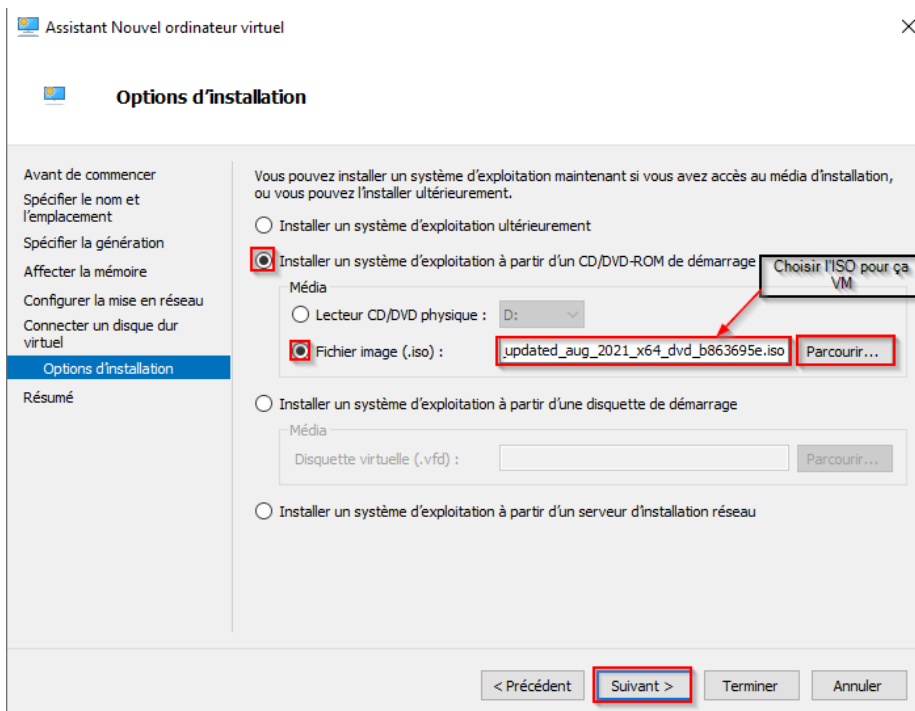 Assistant Nouvel ordinateur virtuel
Options d'installation
Avant de commencer
Spécifier le nom et
l'emplacement
Spécifier la génération
Affecter la mémoire
Configurer la mise en réseau
Connecter un disque dur
virtuel
Options d'installation
Résumé
Vous pouvez installer un système d'exploitation maintenant si vous avez accès au média d'installation,
ou vous pouvez l'installer ultérieurement.
Installer un système d'exploitation ultérieurement
Installer un système d'exploitation à partir d'un CD/DVD-ROM de démarrage
Choisir l'ISO pour ça
VM
Média
Lecteur CD/DVD physique :
D:
Fichier image (.iso) :
_updated_aug_2021_x64_dvd_b863695e.iso
Parcourir...
Installer un système d'exploitation à partir d'une disquette de démarrage
Média
Disquette virtuelle (.vfd) :
Parcourir...
Installer un système d'exploitation à partir d'un serveur d'installation réseau
< Précédent
Suivant >
Terminer
Annuler